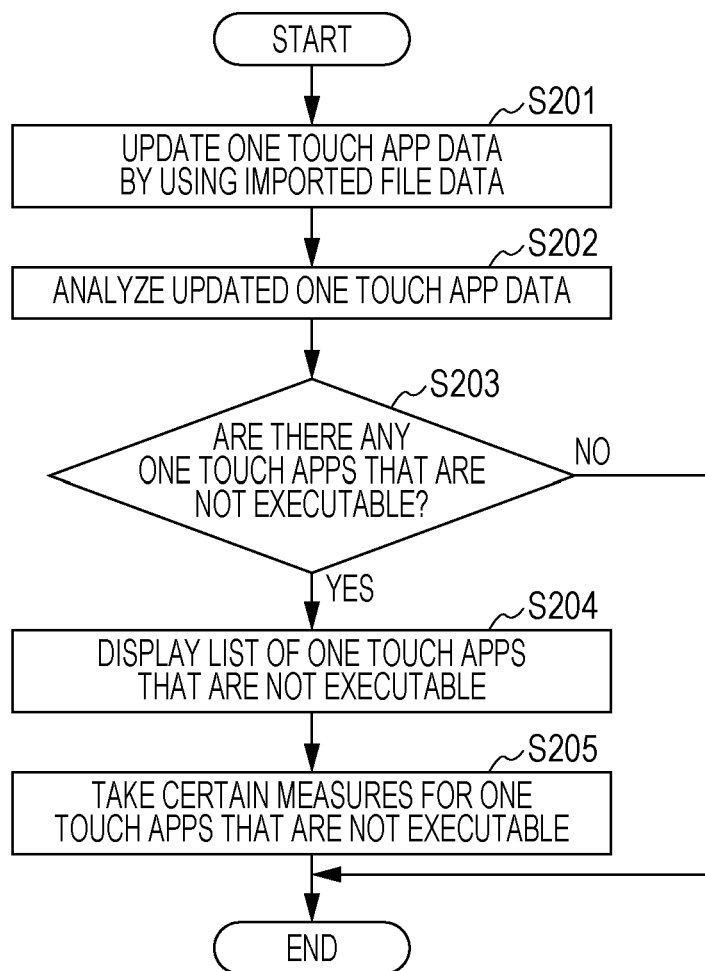 START
S201
UPDATE ONE TOUCH APP DATA
BY USING IMPORTED FILE DATA
S202
ANALYZE UPDATED ONE TOUCH APP DATA
S203
ARE THERE ANY
ONE TOUCH APPS THAT ARE
NOT EXECUTABLE?
NO
YES
S204
DISPLAY LIST OF ONE TOUCH APPS
THAT ARE NOT EXECUTABLE
S205
TAKE CERTAIN MEASURES FOR ONE
TOUCH APPS THAT ARE NOT EXECUTABLE
END